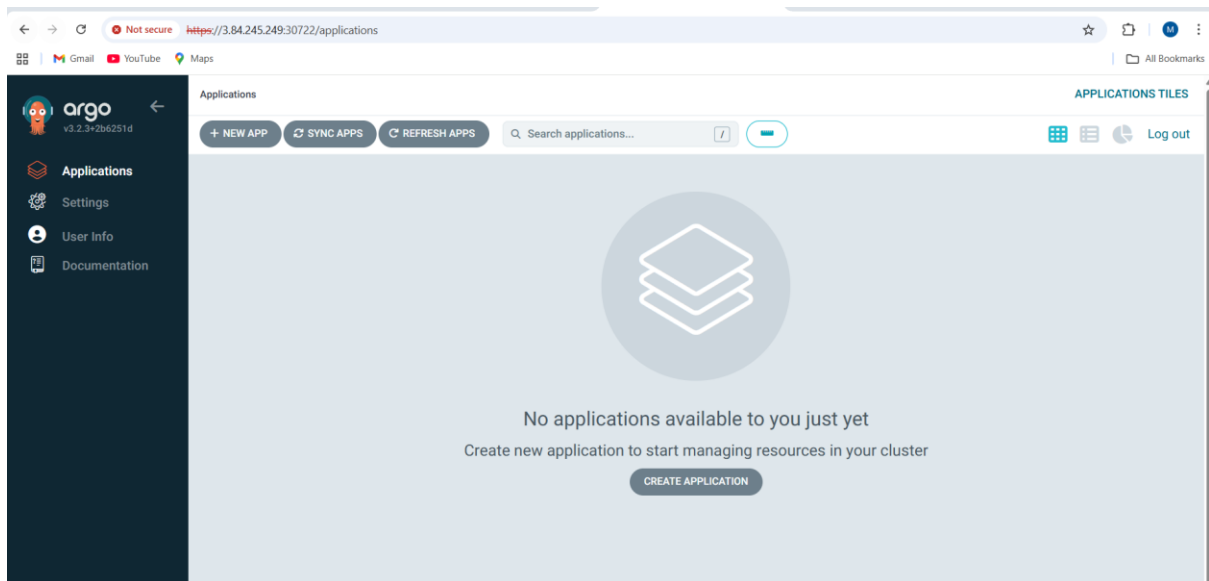 Not secure https://3.84.245.249:30722/applications M
Gmail YouTube Maps All Bookmarks
argo
v3.2.3+2b6251d
Applications
Settings
User Info
Documentation
Applications APPLICATIONS TILES
+ NEW APP SYNC APPS REFRESH APPS Search applications... / Log out
No applications available to you just yet
Create new application to start managing resources in your cluster
CREATE APPLICATION